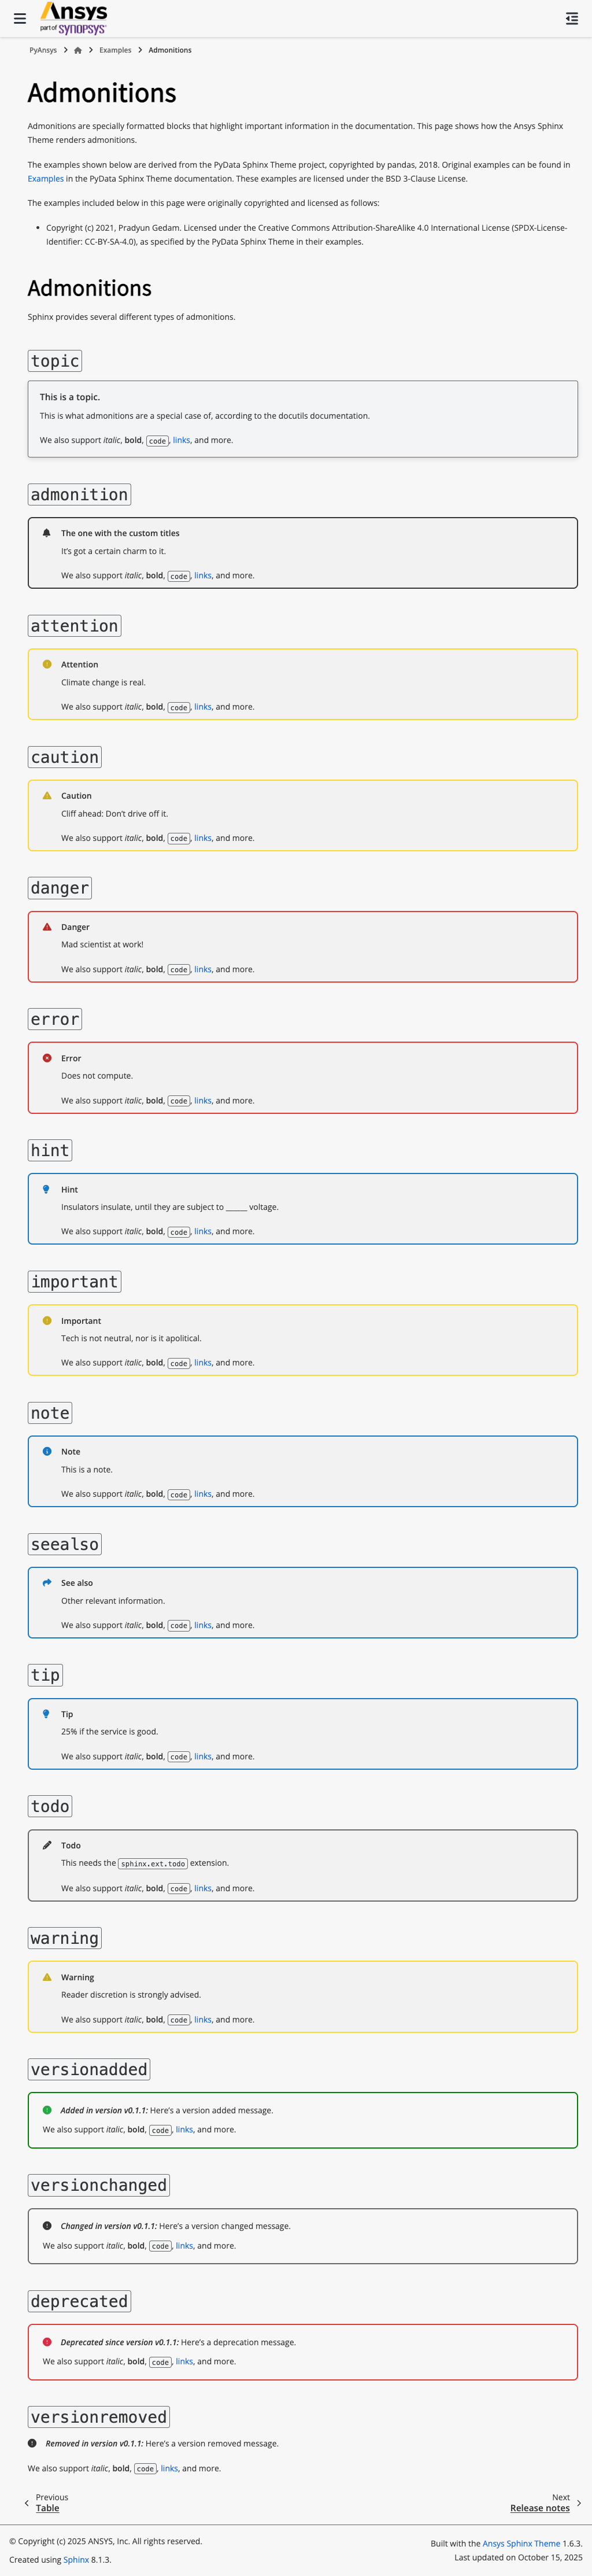 Ansys
part of SYNOPSYS
PyAnsys > > Examples > Admonitions
Admonitions
Admonitions are specially formatted blocks that highlight important information in the documentation. This page shows how the Ansys Sphinx
Theme renders admonitions.
The examples shown below are derived from the PyData Sphinx Theme project, copyrighted by pandas, 2018. Original examples can be found in
Examples in the PyData Sphinx Theme documentation. These examples are licensed under the BSD 3-Clause License.
The examples included below in this page were originally copyrighted and licensed as follows:
• Copyright (c) 2021, Pradyun Gedam. Licensed under the Creative Commons Attribution-ShareAlike 4.0 International License (SPDX-License-
Identifier: CC-BY-SA-4.0), as specified by the PyData Sphinx Theme in their examples.
Admonitions
Sphinx provides several different types of admonitions.
topic
This is a topic.
This is what admonitions are a special case of, according to the docutils documentation.
We also support italic, bold, code, links, and more.
admonition
The one with the custom titles
It's got a certain charm to it.
We also support italic, bold, code, links, and more.
attention
Attention
Climate change is real.
We also support italic, bold, code, links, and more.
caution
Caution
Cliff ahead: Don't drive off it.
We also support italic, bold, code, links, and more.
danger
Danger
Mad scientist at work!
We also support italic, bold, code, links, and more.
error
Error
Does not compute.
We also support italic, bold, code, links, and more.
hint
Hint
Insulators insulate, until they are subject to ______ voltage.
We also support italic, bold, code, links, and more.
important
Important
Tech is not neutral, nor is it apolitical.
We also support italic, bold, code, links, and more.
note
Note
This is a note.
We also support italic, bold, code, links, and more.
seealso
See also
Other relevant information.
We also support italic, bold, code, links, and more.
tip
Tip
25% if the service is good.
We also support italic, bold, code, links, and more.
todo
Todo
This needs the sphinx.ext.todo extension.
We also support italic, bold, code, links, and more.
warning
Warning
Reader discretion is strongly advised.
We also support italic, bold, code, links, and more.
versionadded
Added in version v0.1.1: Here's a version added message.
We also support italic, bold, code, links, and more.
versionchanged
Changed in version v0.1.1: Here's a version changed message.
We also support italic, bold, code, links, and more.
deprecated
Deprecated since version v0.1.1: Here's a deprecation message.
We also support italic, bold, code, links, and more.
versionremoved
Removed in version v0.1.1: Here's a version removed message.
We also support italic, bold, code, links, and more.
Previous
Table
Next
Release notes
© Copyright (c) 2025 ANSYS, Inc. All rights reserved.
Created using Sphinx 8.1.3.
Built with the Ansys Sphinx Theme 1.6.3.
Last updated on October 15, 2025